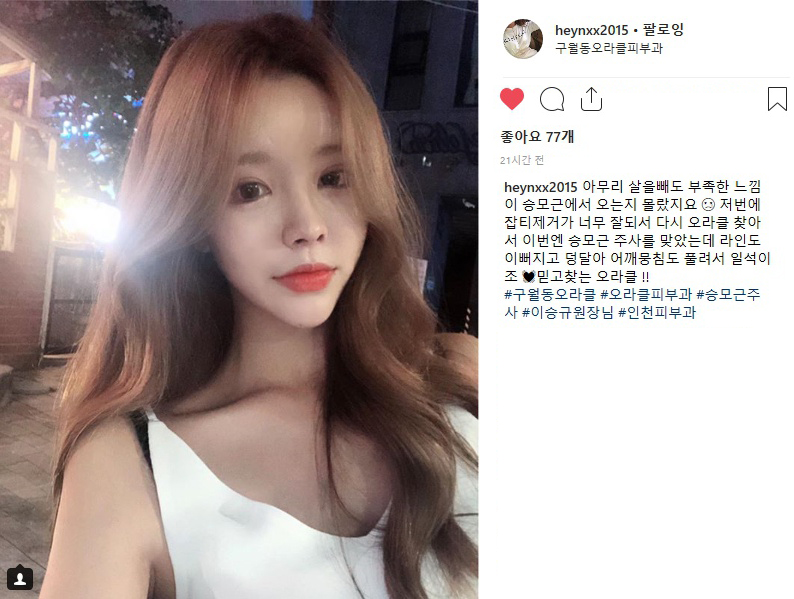 heynxx2015 • 팔로잉
구월동오라클피부과
좋아요 77개
21시간 전
heynxx2015 아무리 살을빼도 부족한 느낌
이 승모근에서 오는지 몰랐지요 😐 저번에
잡티제거가 너무 잘되서 다시 오라클 찾아
서 이번엔 승모근 주사를 맞았는데 라인도
이뻐지고 덩달아 어깨뭉침도 풀려서 일석이
조 🖤믿고찾는 오라클 !!
#구월동오라클 #오라클피부과 #승모근주
사 #이승규원장님 #인천피부과